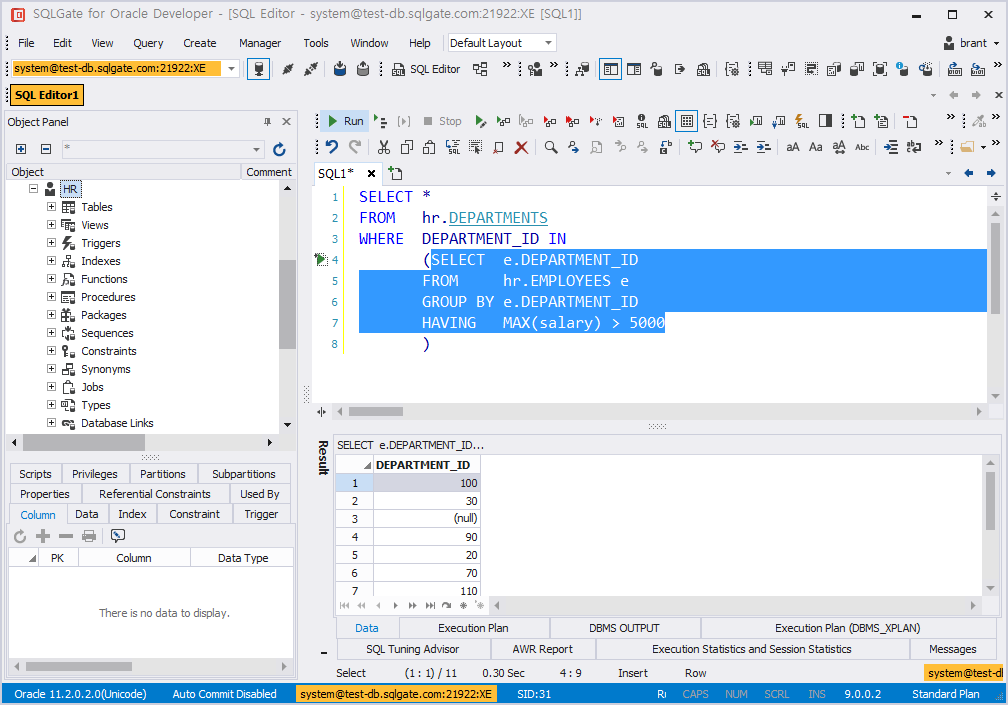 SQLGate for Oracle Developer - [SQL Editor - system@test-db.sqlgate.com:21922:XE [SQL1]]
File Edit View Query Create Manager Tools Window Help Default Layout brant
system@test-db.sqlgate.com:21922:XE SQL Editor
SQL Editor1
Object Panel
Run Stop
*
Object Comment
SQL1*
HR
Tables
Views
Triggers
Indexes
Functions
Procedures
Packages
Sequences
Constraints
Synonyms
Jobs
Types
Database Links
1 SELECT *
2 FROM hr.DEPARTMENTS
3 WHERE DEPARTMENT_ID IN
4 (SELECT e.DEPARTMENT_ID
5 FROM hr.EMPLOYEES e
6 GROUP BY e.DEPARTMENT_ID
7 HAVING MAX(salary) > 5000
8 )
Scripts Privileges Partitions Subpartitions
Properties Referential Constraints Used By
Column Data Index Constraint Trigger
PK Column Data Type
There is no data to display.
Result
SELECT e.DEPARTMENT_ID...
DEPARTMENT_ID
1 100
2 30
3 (null)
4 90
5 20
6 70
7 110
Data Execution Plan DBMS OUTPUT Execution Plan (DBMS_XPLAN)
SQL Tuning Advisor AWR Report Execution Statistics and Session Statistics Messages
Select (1 : 1) / 11 0.30 Sec 4 : 9 Insert Row system@test-d
Oracle 11.2.0.2.0(Unicode) Auto Commit Disabled system@test-db.sqlgate.com:21922:XE SID:31 CAPS NUM SCRL INS 9.0.0.2 Standard Plan